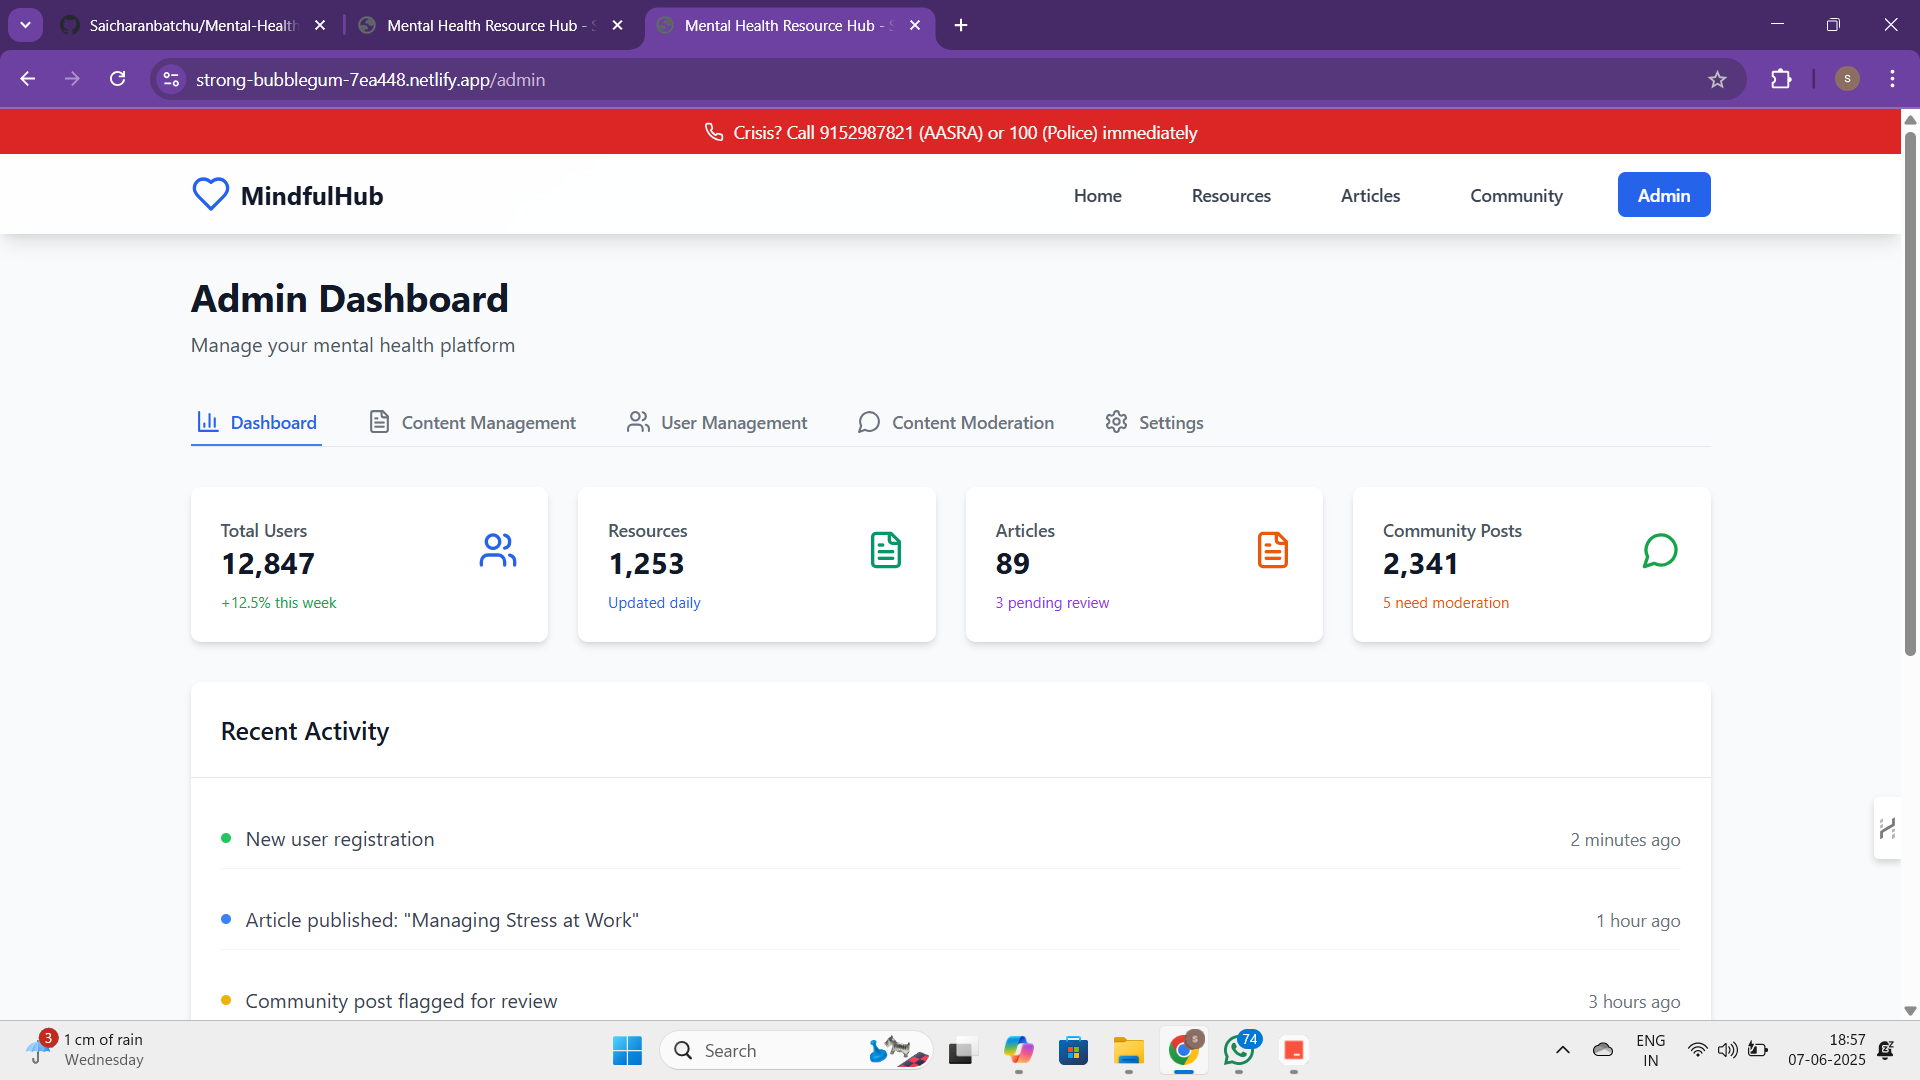 Saicharanbatchu/Mental-Health
Mental Health Resource Hub - S
Mental Health Resource Hub - S
strong-bubblegum-7ea448.netlify.app/admin
S
Crisis? Call 9152987821 (AASRA) or 100 (Police) immediately
MindfulHub
Home
Resources
Articles
Community
Admin
Admin Dashboard
Manage your mental health platform
Dashboard
Content Management
User Management
Content Moderation
Settings
Total Users
12,847
+12.5% this week
Resources
1,253
Updated daily
Articles
89
3 pending review
Community Posts
2,341
5 need moderation
Recent Activity
New user registration
2 minutes ago
Article published: "Managing Stress at Work"
1 hour ago
Community post flagged for review
3 hours ago
3
1 cm of rain
Wednesday
Search
S
74
ENG
IN
18:57
07-06-2025